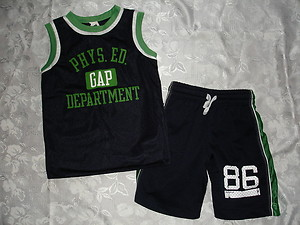 PHYS. ED.
GAP
DEPARTMENT
86